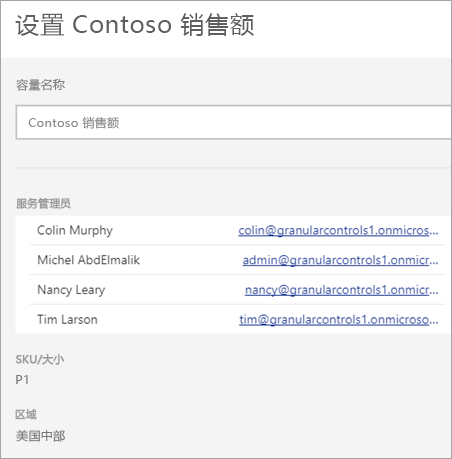 设置 Contoso 销售额
容量名称
Contoso 销售额
服务管理员
Colin Murphy colin@granularcontrols1.onmicros...
Michel AbdElmalik admin@granularcontrols1.onmicr...
Nancy Leary nancy@granularcontrols1.onmicr...
Tim Larson tim@granularcontrols1.onmicroso...
SKU/大小
P1
区域
美国中部